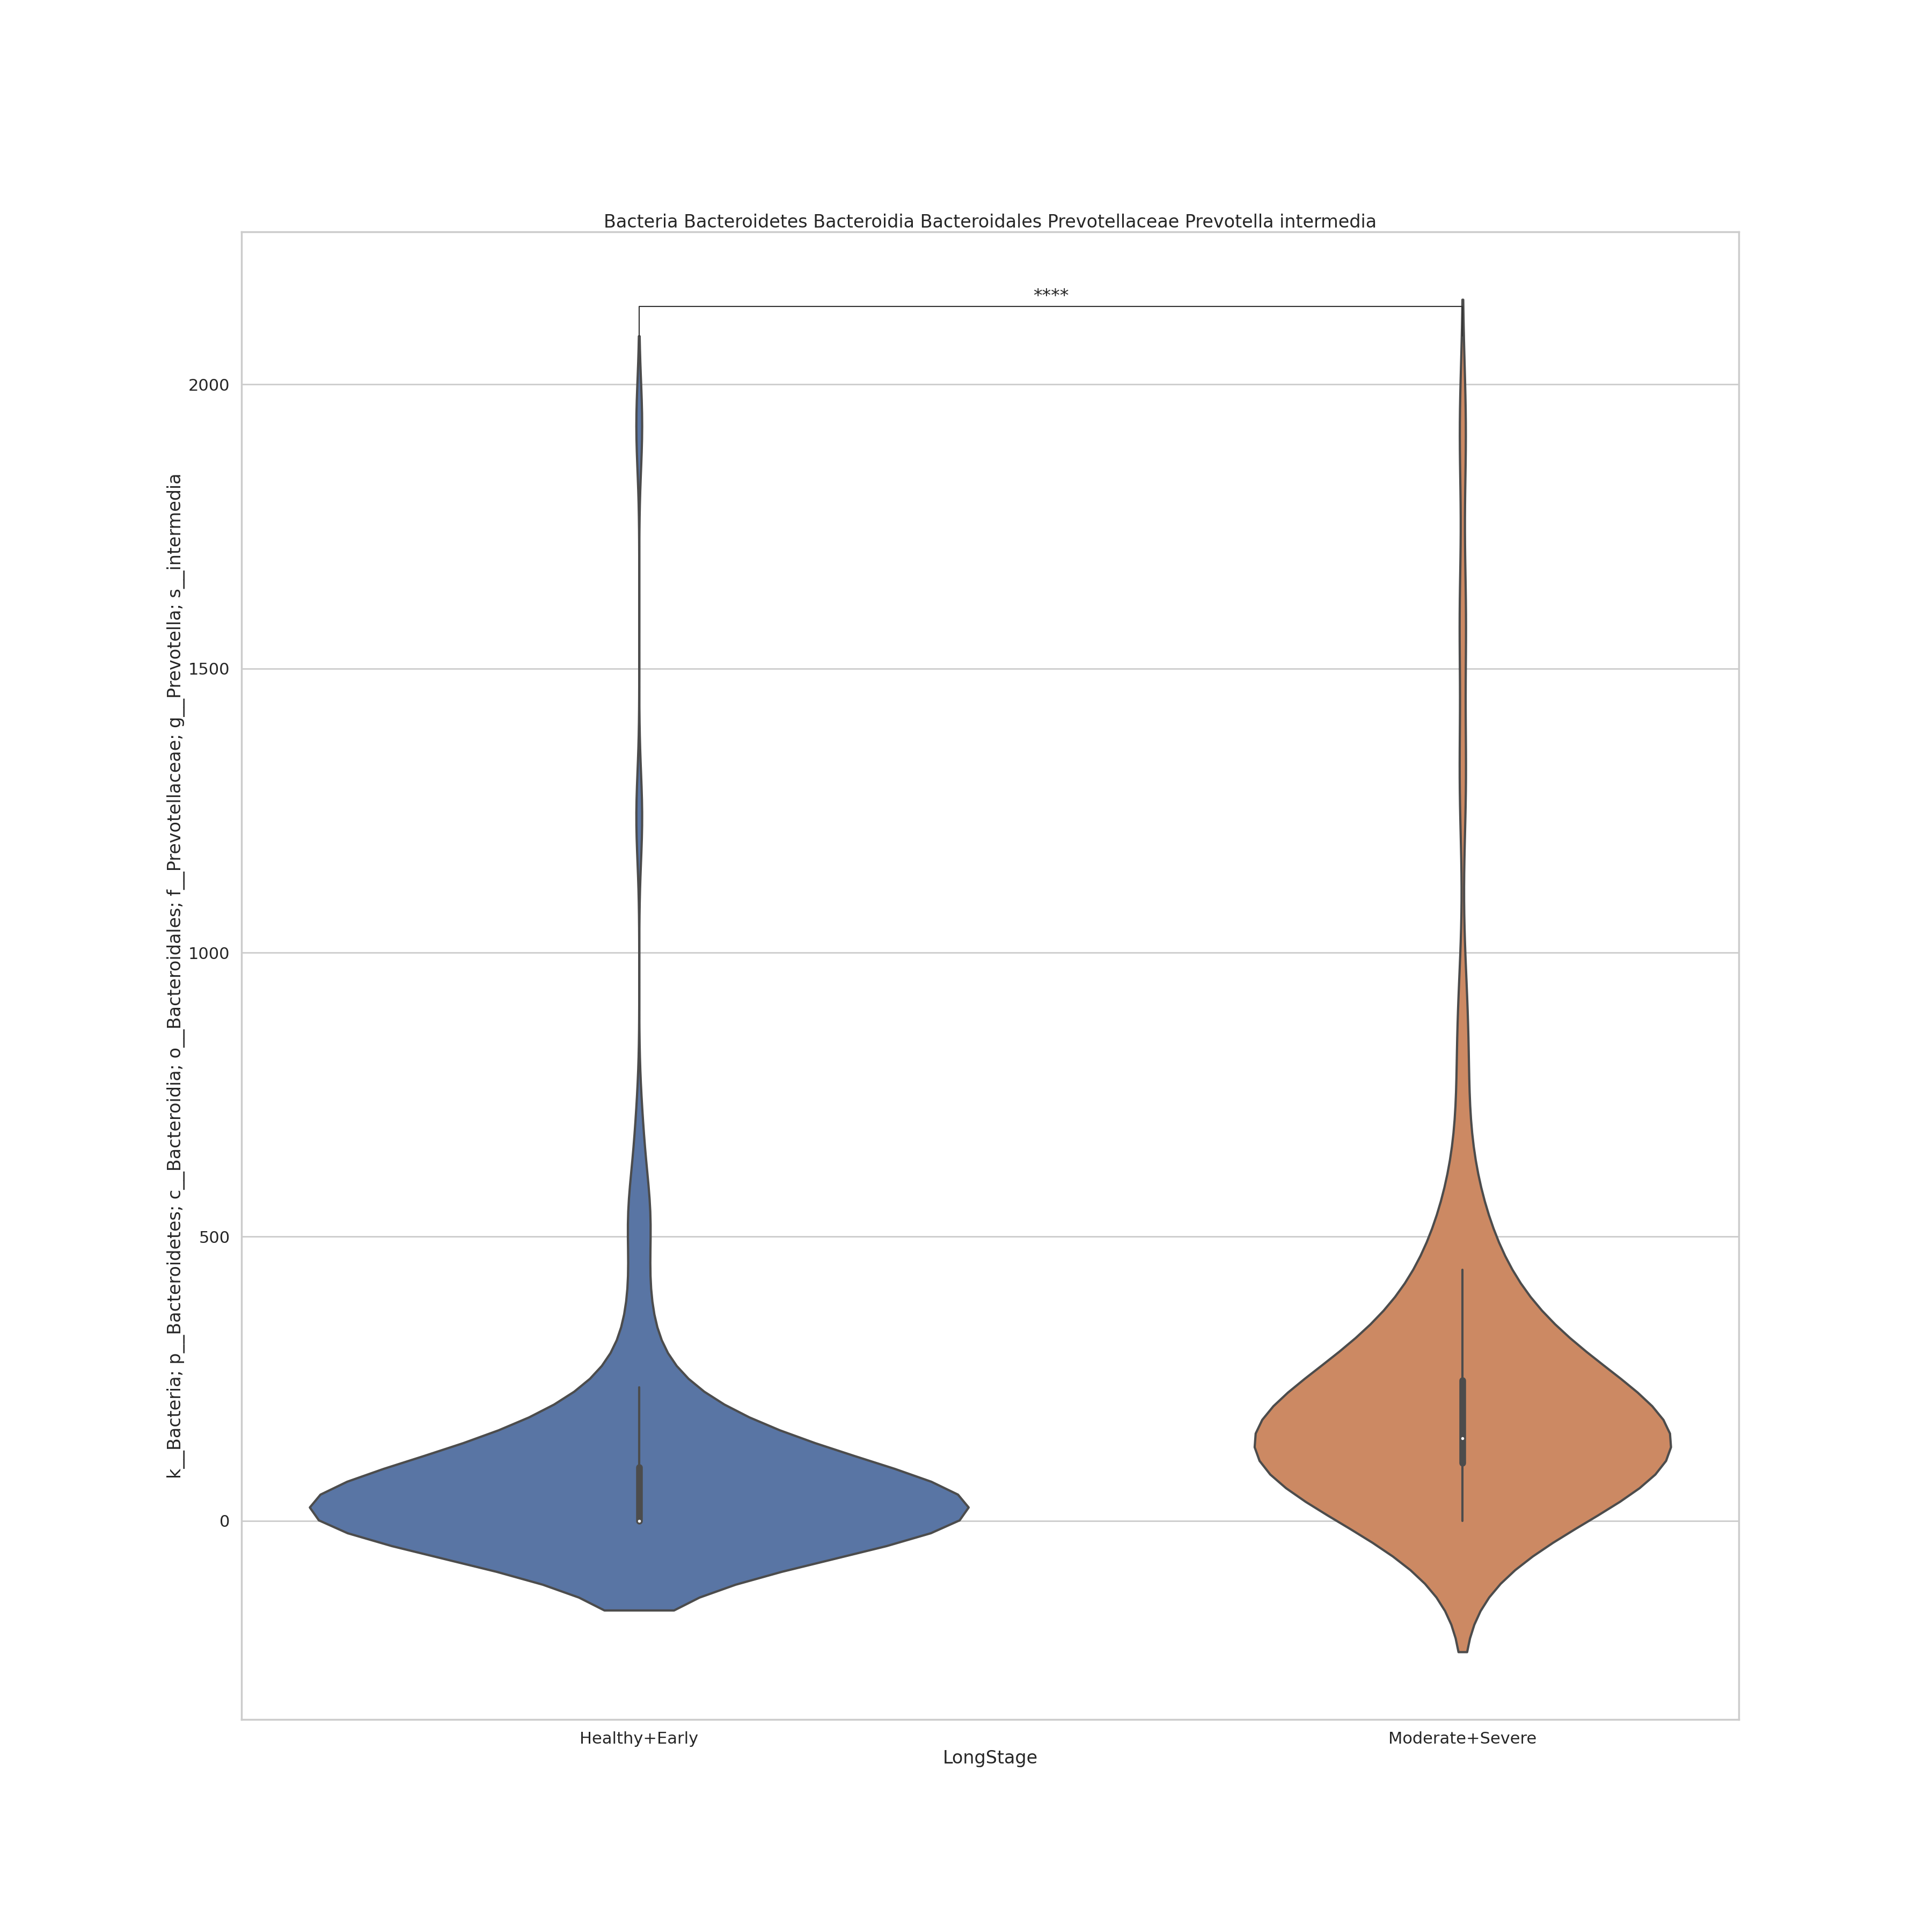 Bacteria Bacteroidetes Bacteroidia Bacteroidales Prevotellaceae Prevotella intermedia
****
k__Bacteria; p__Bacteroidetes; c__Bacteroidia; o__Bacteroidales; f__Prevotellaceae; g__Prevotella; s__intermedia
2000
1500
1000
500
0
Healthy+Early
Moderate+Severe
LongStage